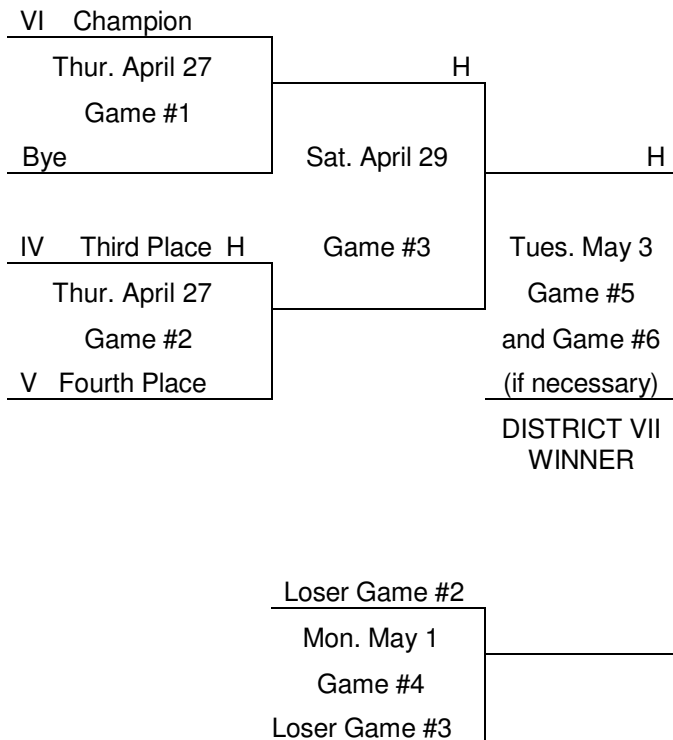 VI Champion
Thur. April 27
Game #1
Bye
H
Sat. April 29
Game #3
IV Third Place H
Thur. April 27
Game #2
V Fourth Place
H
Tues. May 3
Game #5
and Game #6
(if necessary)
DISTRICT VII
WINNER
Loser Game #2
Mon. May 1
Game #4
Loser Game #3